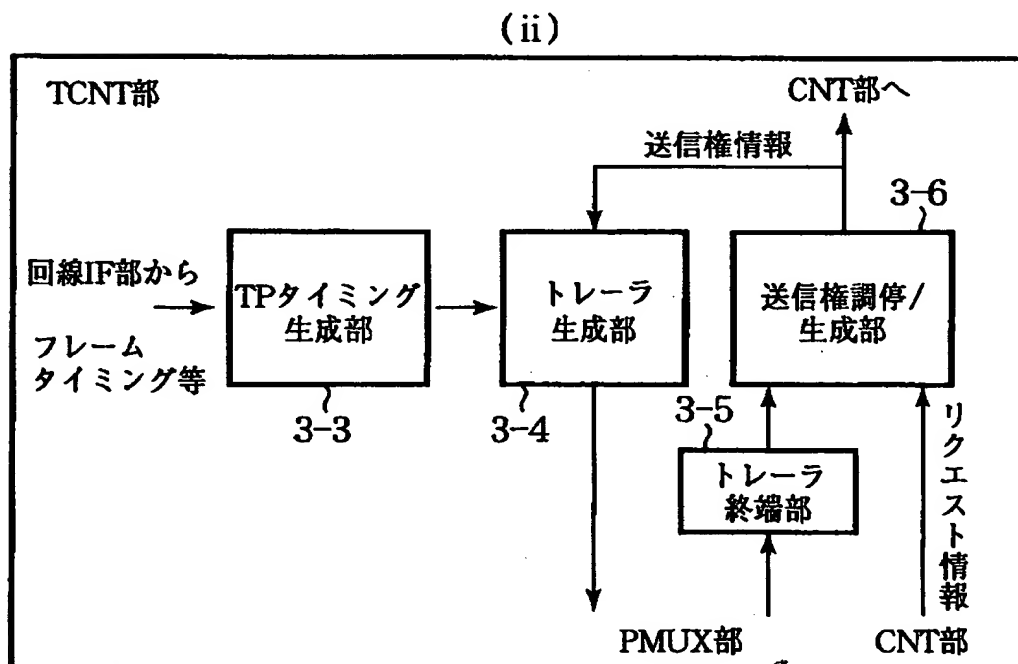 (ii)
TCNT部
CNT部へ
送信権情報
3-6
回線IF部から
フレーム
タイミング等
TPタイミング
生成部
3-3
トレーラ
生成部
3-4
送信権調停/
生成部
3-5
トレーラ
終端部
リクエスト情報
PMUX部
CNT部